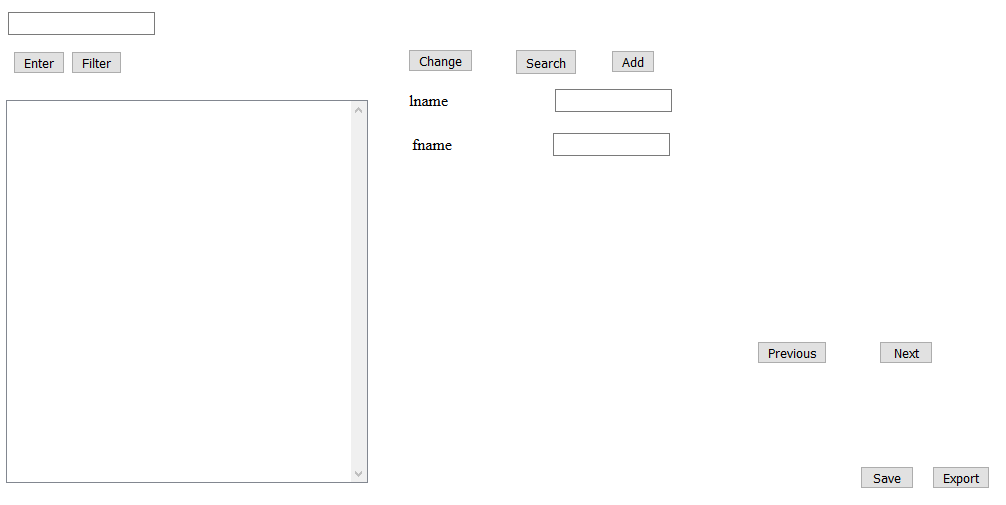 Enter Filter Change Search Add
lname
fname
Previous Next
Save Export